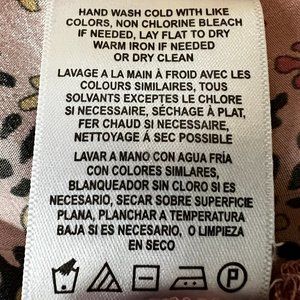 HAND WASH COLD WITH LIKE
COLORS, NON CHLORINE BLEACH
IF NEEDED, LAY FLAT TO DRY
WARM IRON IF NEEDED
OR DRY CLEAN
LAVAGE A LA MAIN À FROID AVEC LES
COULOURS SIMILAIRES, TOUS
SOLVANTS EXCEPTES LE CHLORE
SI NECESSAIRE, SÉCHAGE À PLAT,
FER CHAUD SI NECESSAIRE,
NETTOYAGE Á SEC POSSIBLE
LAVAR A MANO CON AGUA FRÍA
CON COLORES SIMLARES,
BLANQUEADOR SIN CLORO SI ES
NECESARIO, SECAR SOBRE SUPERFICIE
PLANA, PLANCHAR A TEMPERATURA
BAJA SI ES NECESARIO, O LIMPIEZA
EN SECO
P